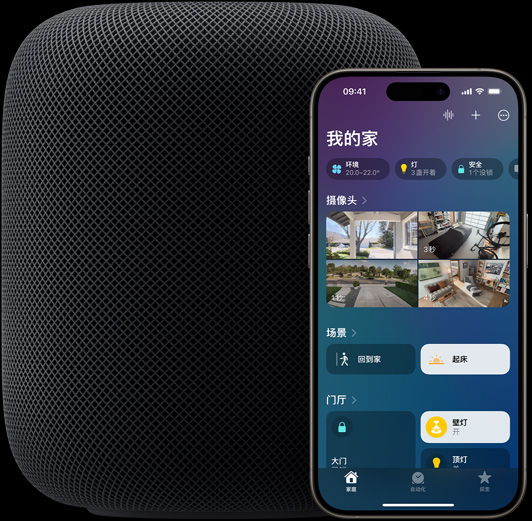 09:41
我的家
环境
20.0–22.0°
灯
3盏开着
安全
1个没锁
摄像头
3秒
1秒
4秒
场景
回到家
起床
门厅
大门
壁灯
开
顶灯
家庭
自动化
探索